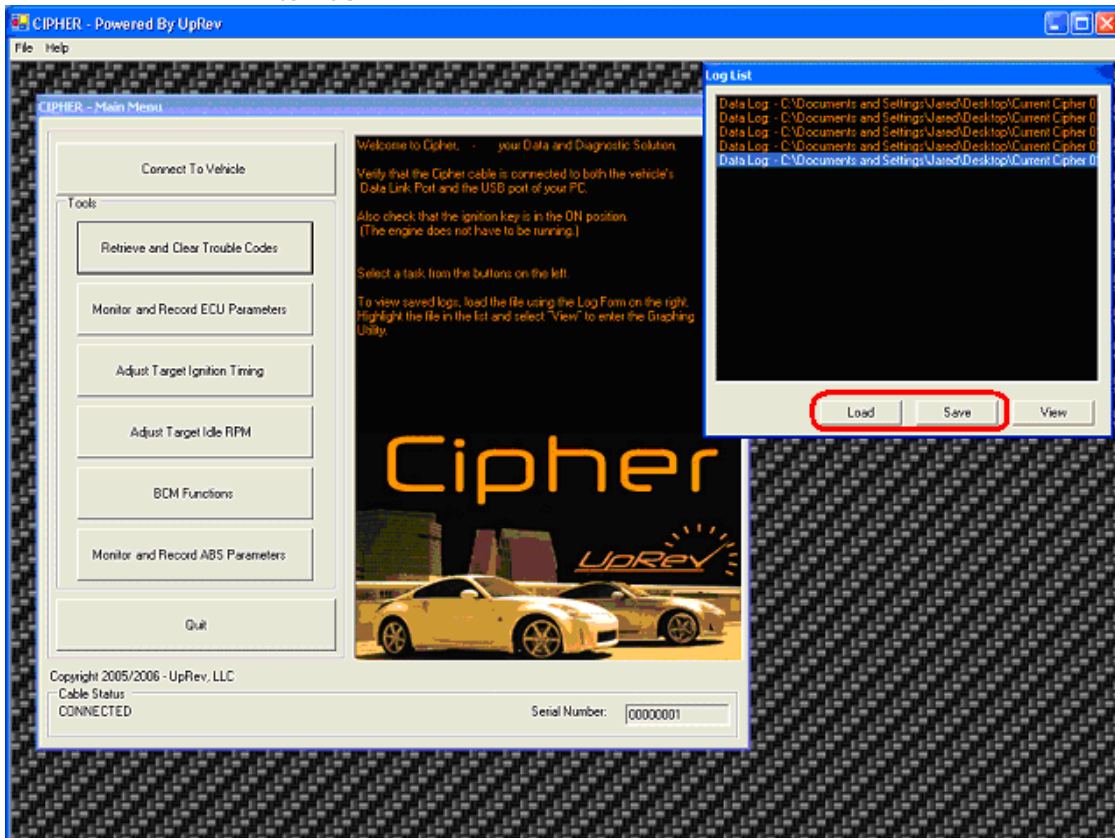 CIPHER - Powered By UpRev
File Help
CIPHER - Main Menu
Connect To Vehicle
Tools
Retrieve and Clear Trouble Codes
Monitor and Record ECU Parameters
Adjust Target Ignition Timing
Adjust Target Idle RPM
BCM Functions
Monitor and Record ABS Parameters
Quit
Welcome to Cipher, - your Data and Diagnostic Solution.
Verify that the Cipher cable is connected to both the vehicle's
Data Link Port and the USB port of your PC.
Also check that the ignition key is in the ON position.
(The engine does not have to be running.)
Select a task from the buttons on the left.
To view saved logs, load the file using the Log Form on the right.
Highlight the file in the list and select "View" to enter the Graphing
Utility.
Cipher
UpRev
Copyright 2005/2006 - UpRev, LLC
Cable Status
CONNECTED
Serial Number: 00000001
Log List
Data Log: - C:\Documents and Settings\Jared\Desktop\Current Cipher 0
Data Log: - C:\Documents and Settings\Jared\Desktop\Current Cipher 0
Data Log: - C:\Documents and Settings\Jared\Desktop\Current Cipher 0
Data Log: - C:\Documents and Settings\Jared\Desktop\Current Cipher 0
Data Log: - C:\Documents and Settings\Jared\Desktop\Current Cipher 0
Load Save View